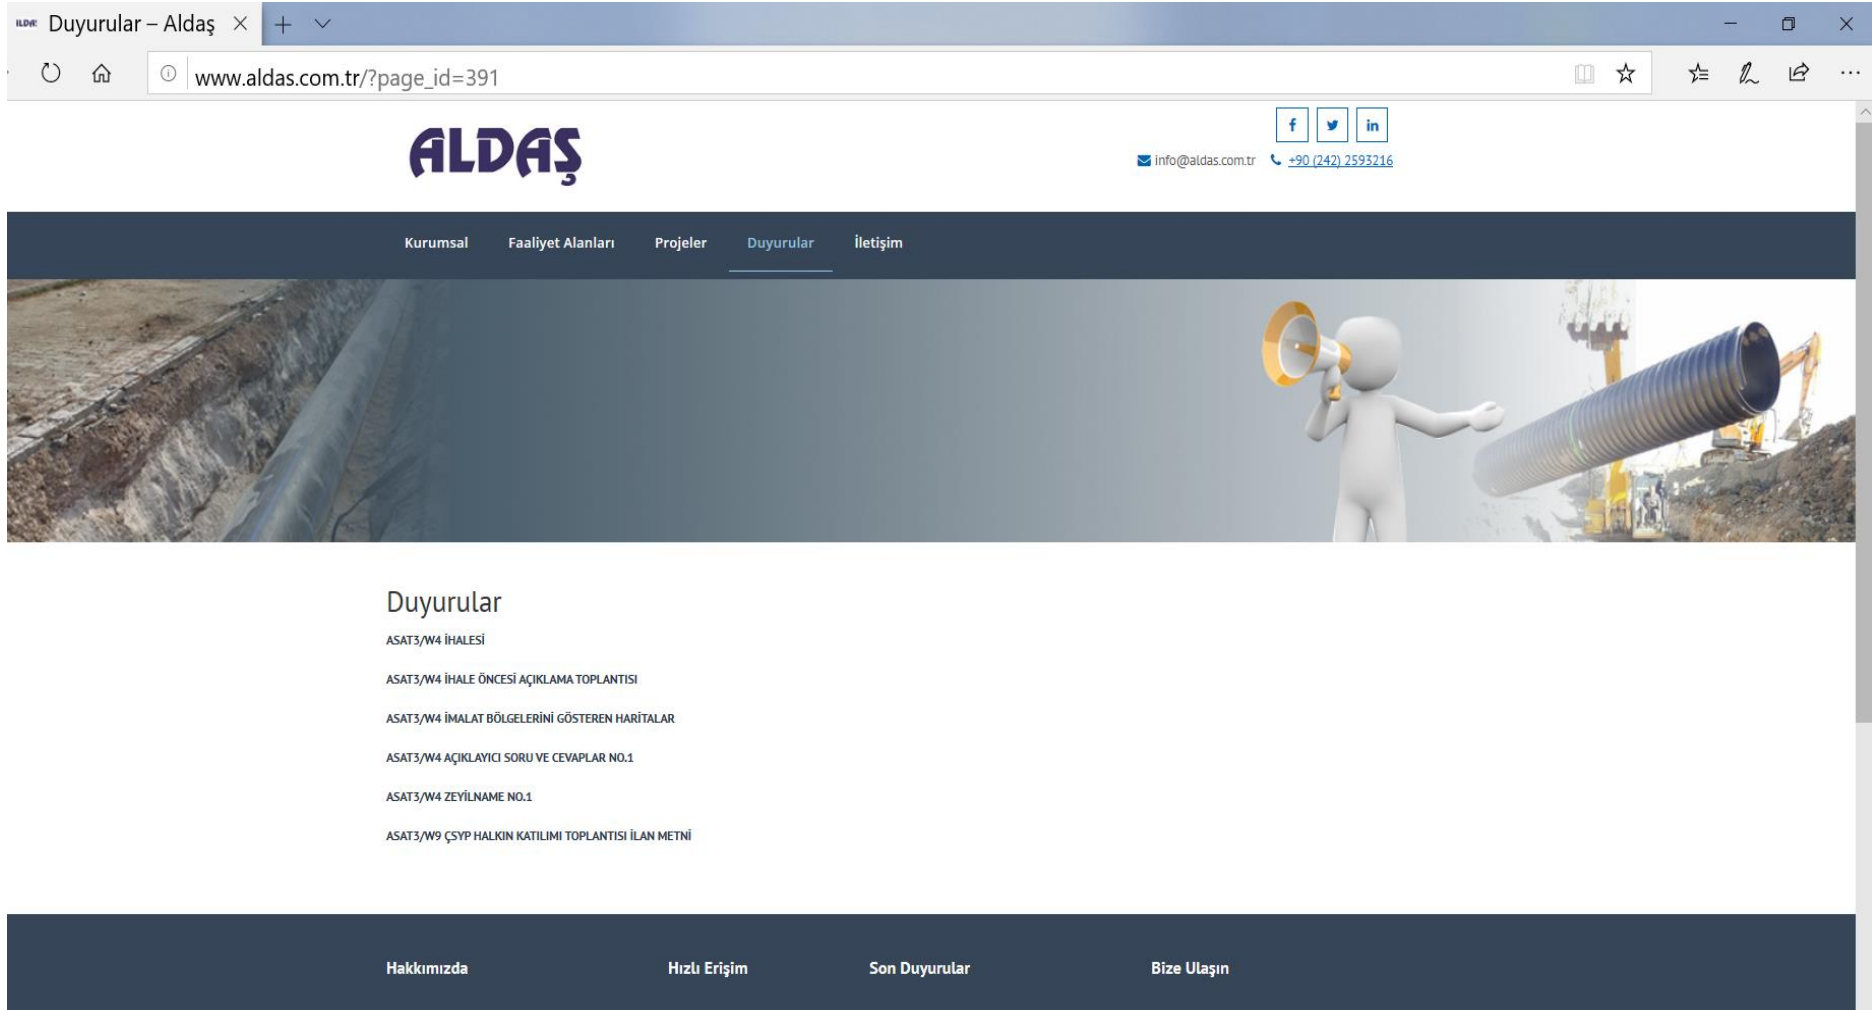 Duyurular – Aldaş
www.aldas.com.tr/?page_id=391
ALDAŞ
info@aldas.com.tr +90 (242) 2593216
Kurumsal Faaliyet Alanları Projeler Duyurular İletişim
Duyurular
ASAT3/W4 İHALESİ
ASAT3/W4 İHALE ÖNCESİ AÇIKLAMA TOPLANTISI
ASAT3/W4 İMALAT BÖLGELERİNİ GÖSTEREN HARİTALAR
ASAT3/W4 AÇIKLAYICI SORU VE CEVAPLAR NO.1
ASAT3/W4 ZEYİLNAME NO.1
ASAT3/W9 ÇSYP HALKIN KATILIMI TOPLANTISI İLAN METNİ
Hakkımızda Hızlı Erişim Son Duyurular Bize Ulaşın